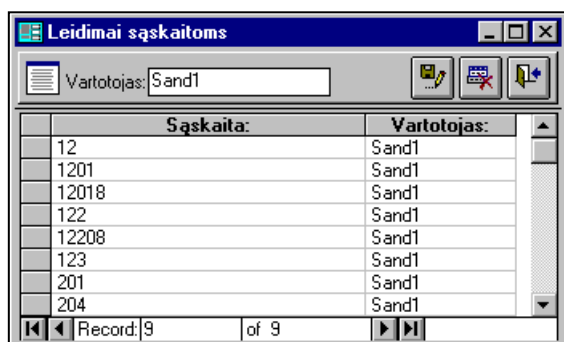 Leidimai sąskaitoms
Vartotojas: Sand1
Sąskaita: Vartotojas:
12 Sand1
1201 Sand1
12018 Sand1
122 Sand1
12208 Sand1
123 Sand1
201 Sand1
204 Sand1
Record: 9 of 9